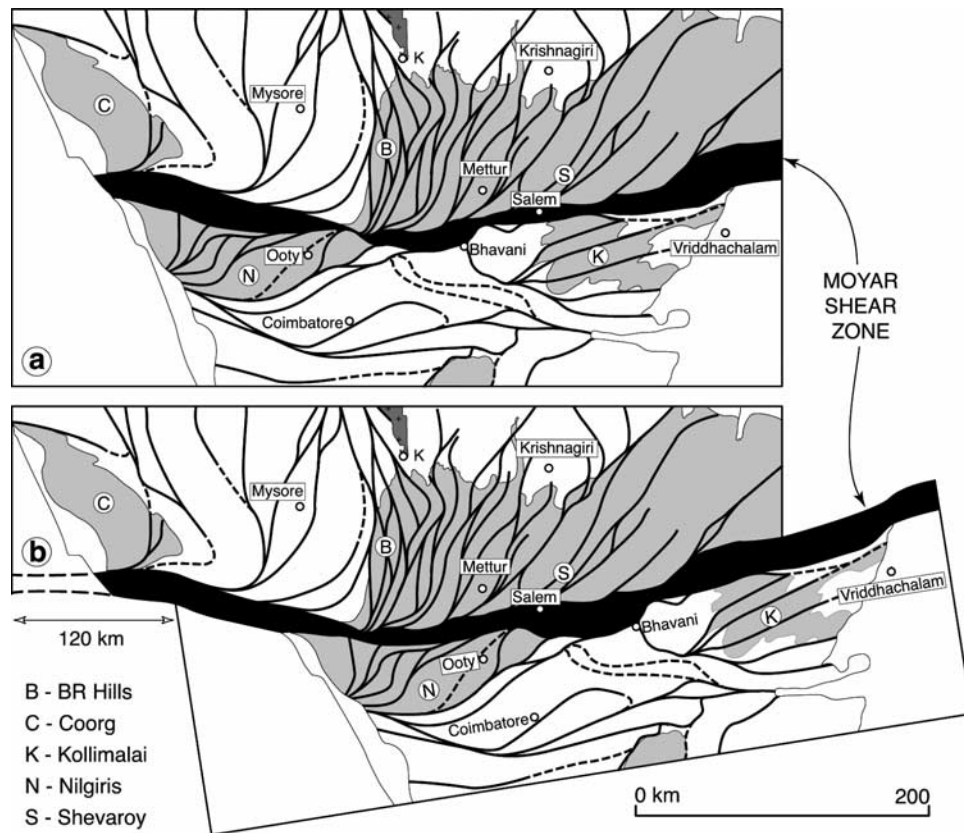 K
Krishnagiri
C
Mysore
B
Mettur
S
Salem
Ooty
Bhavani
K
Vriddhachalam
N
Coimbatore
a
MOYAR
SHEAR
ZONE
K
Krishnagiri
C
Mysore
b
B
Mettur
S
Salem
Vriddhachalam
Bhavani
K
Ooty
N
Coimbatore
120 km
B - BR Hills
C - Coorg
K - Kollimalai
N - Nilgiris
S - Shevaroy
0 km 200